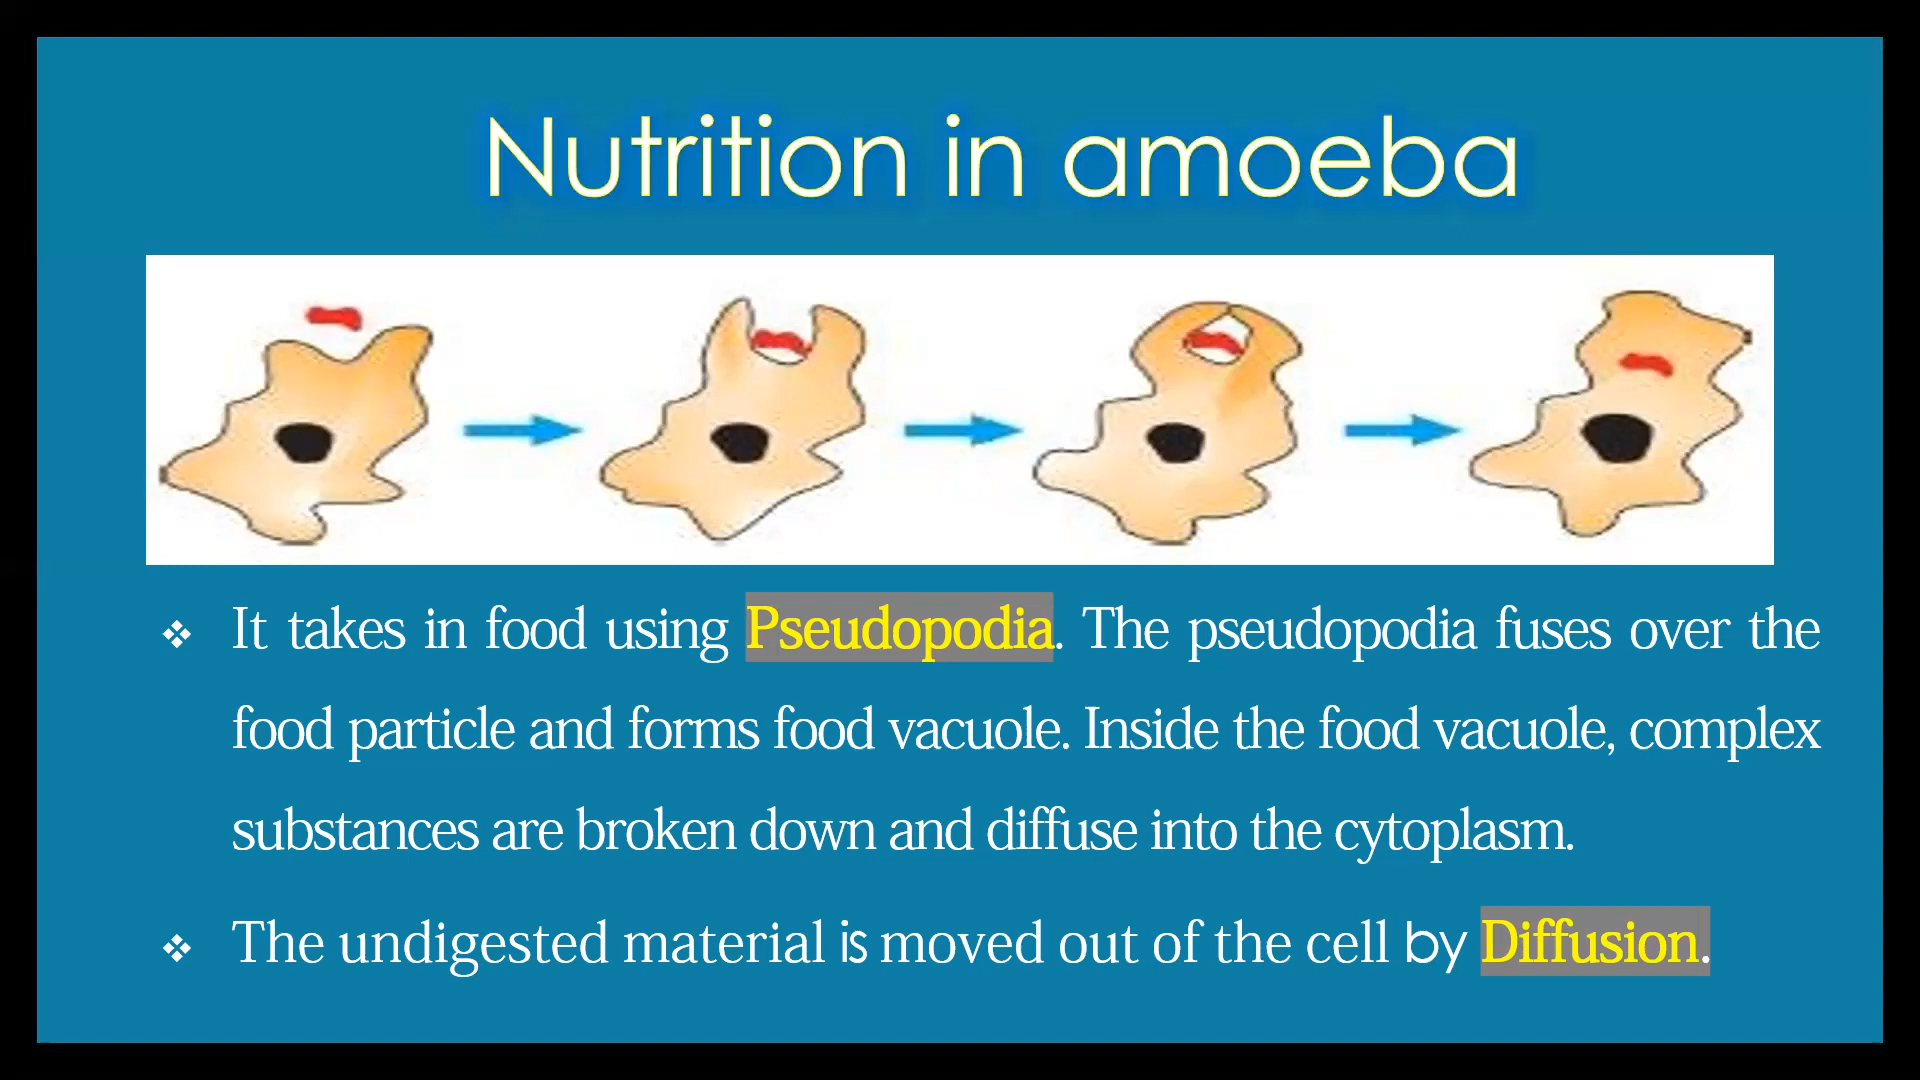 Nutrition in amoeba
❖ It takes in food using Pseudopodia. The pseudopodia fuses over the
food particle and forms food vacuole. Inside the food vacuole, complex
substances are broken down and diffuse into the cytoplasm.
❖ The undigested material is moved out of the cell by Diffusion.